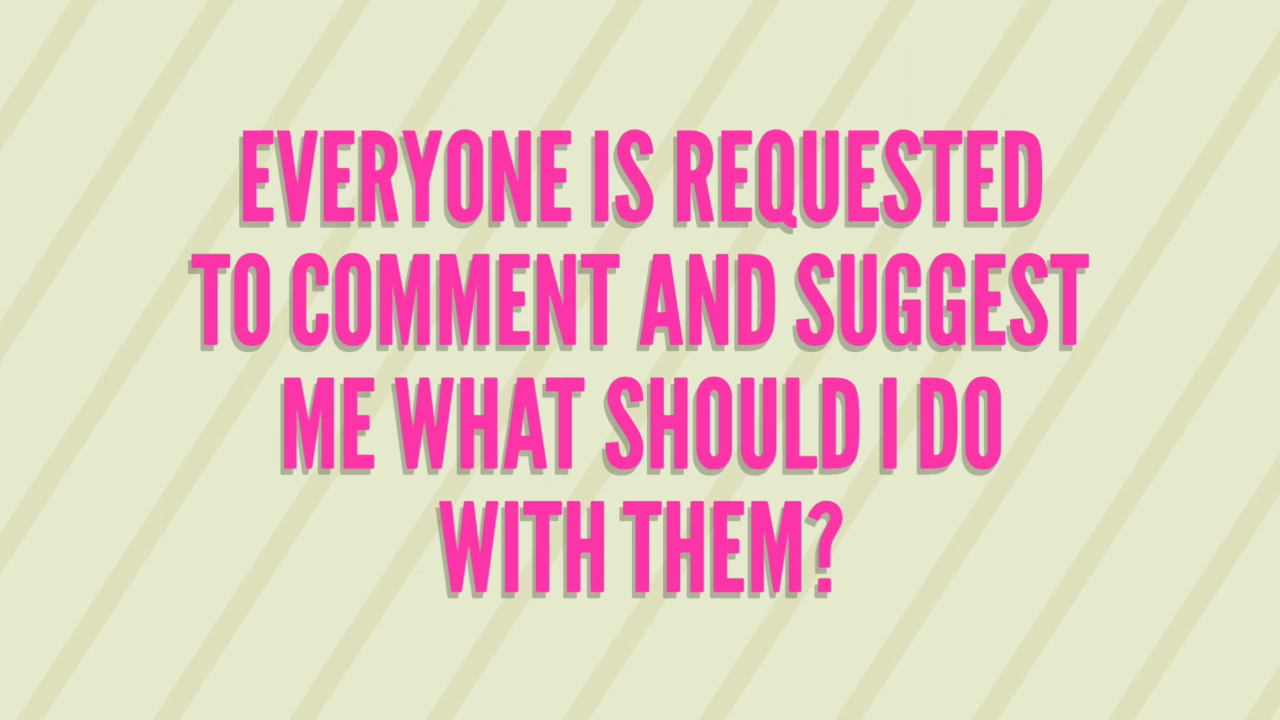 EVERYONE IS REQUESTED
TO COMMENT AND SUGGEST
ME WHAT SHOULD I DO
WITH THEM?